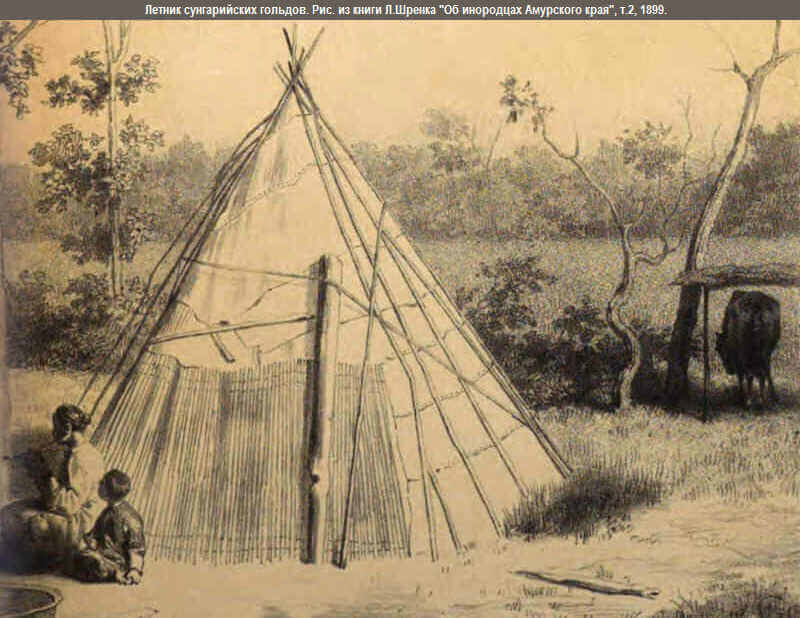 Летник сунгарийских гольдов. Рис. из книги Л.Шренка "Об инородцах Амурского края", т.2, 1899.